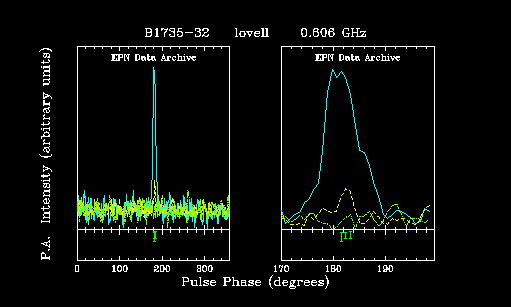 B1735-32 lovell 0.606 GHz
EPN Data Archive EPN Data Archive
P.A. Intensity (arbitrary units)
0 100 200 300 170 180 190
Pulse Phase (degrees)